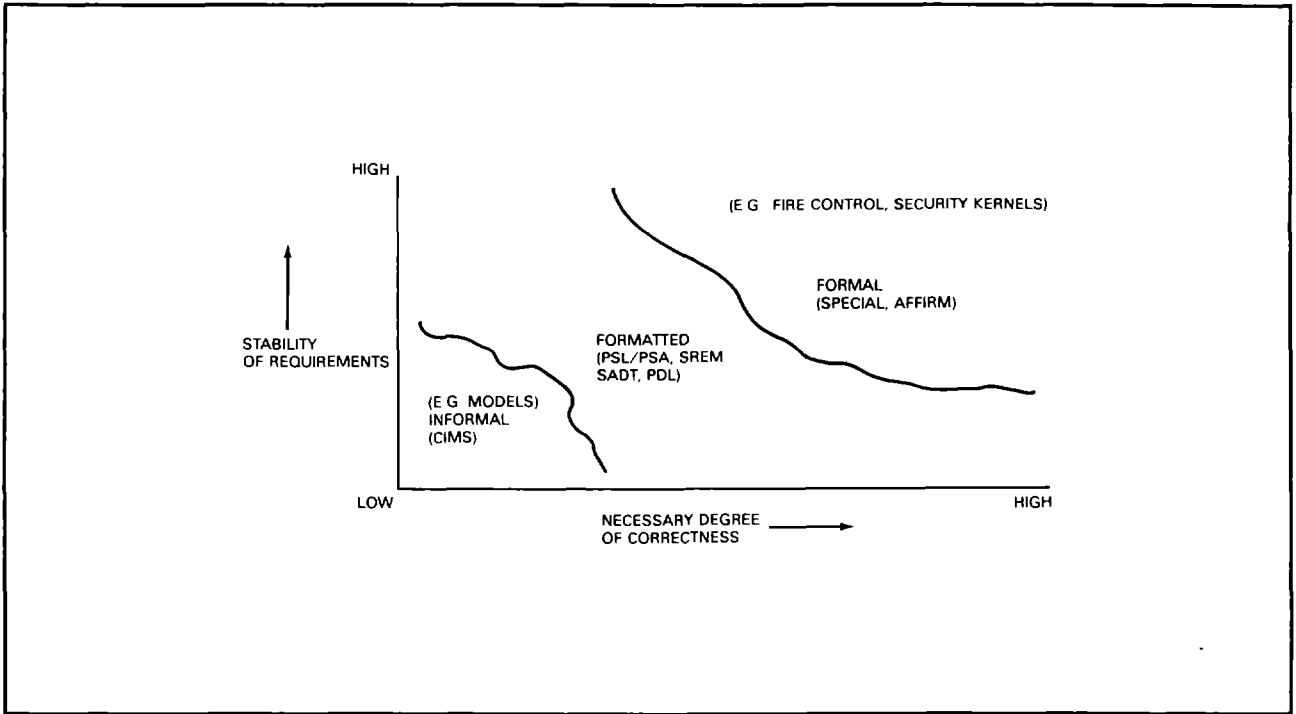 HIGH
(E G FIRE CONTROL, SECURITY KERNELS)
FORMAL
(SPECIAL, AFFIRM)
STABILITY
OF REQUIREMENTS
FORMATTED
(PSL/PSA, SREM
SADT, PDL)
(E G MODELS)
INFORMAL
(CIMS)
LOW
HIGH
NECESSARY DEGREE
OF CORRECTNESS